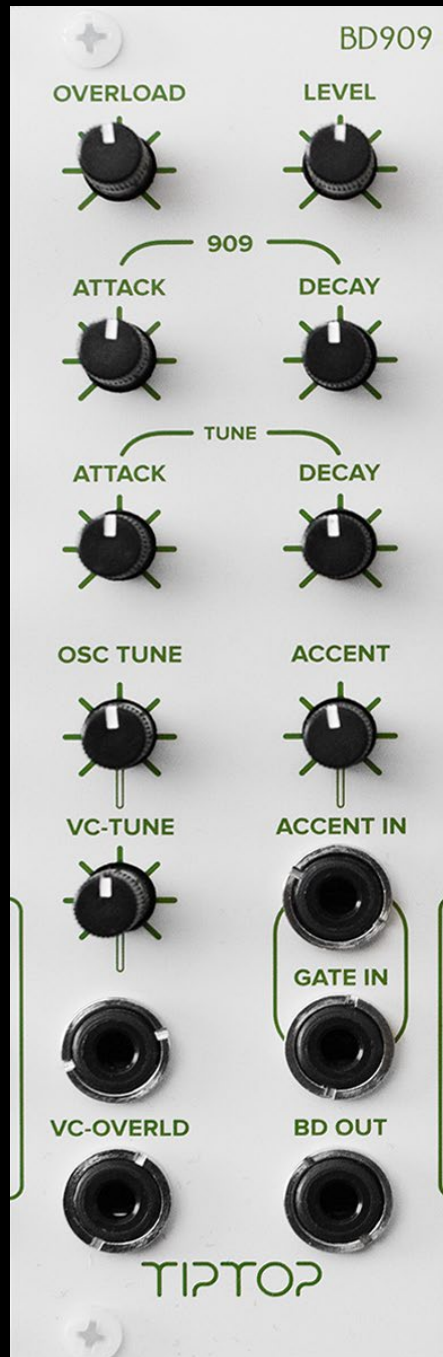 BD909
OVERLOAD LEVEL
909
ATTACK DECAY
TUNE
ATTACK DECAY
OSC TUNE ACCENT
VC-TUNE ACCENT IN
GATE IN
VC-OVERLD BD OUT
TIPTOP